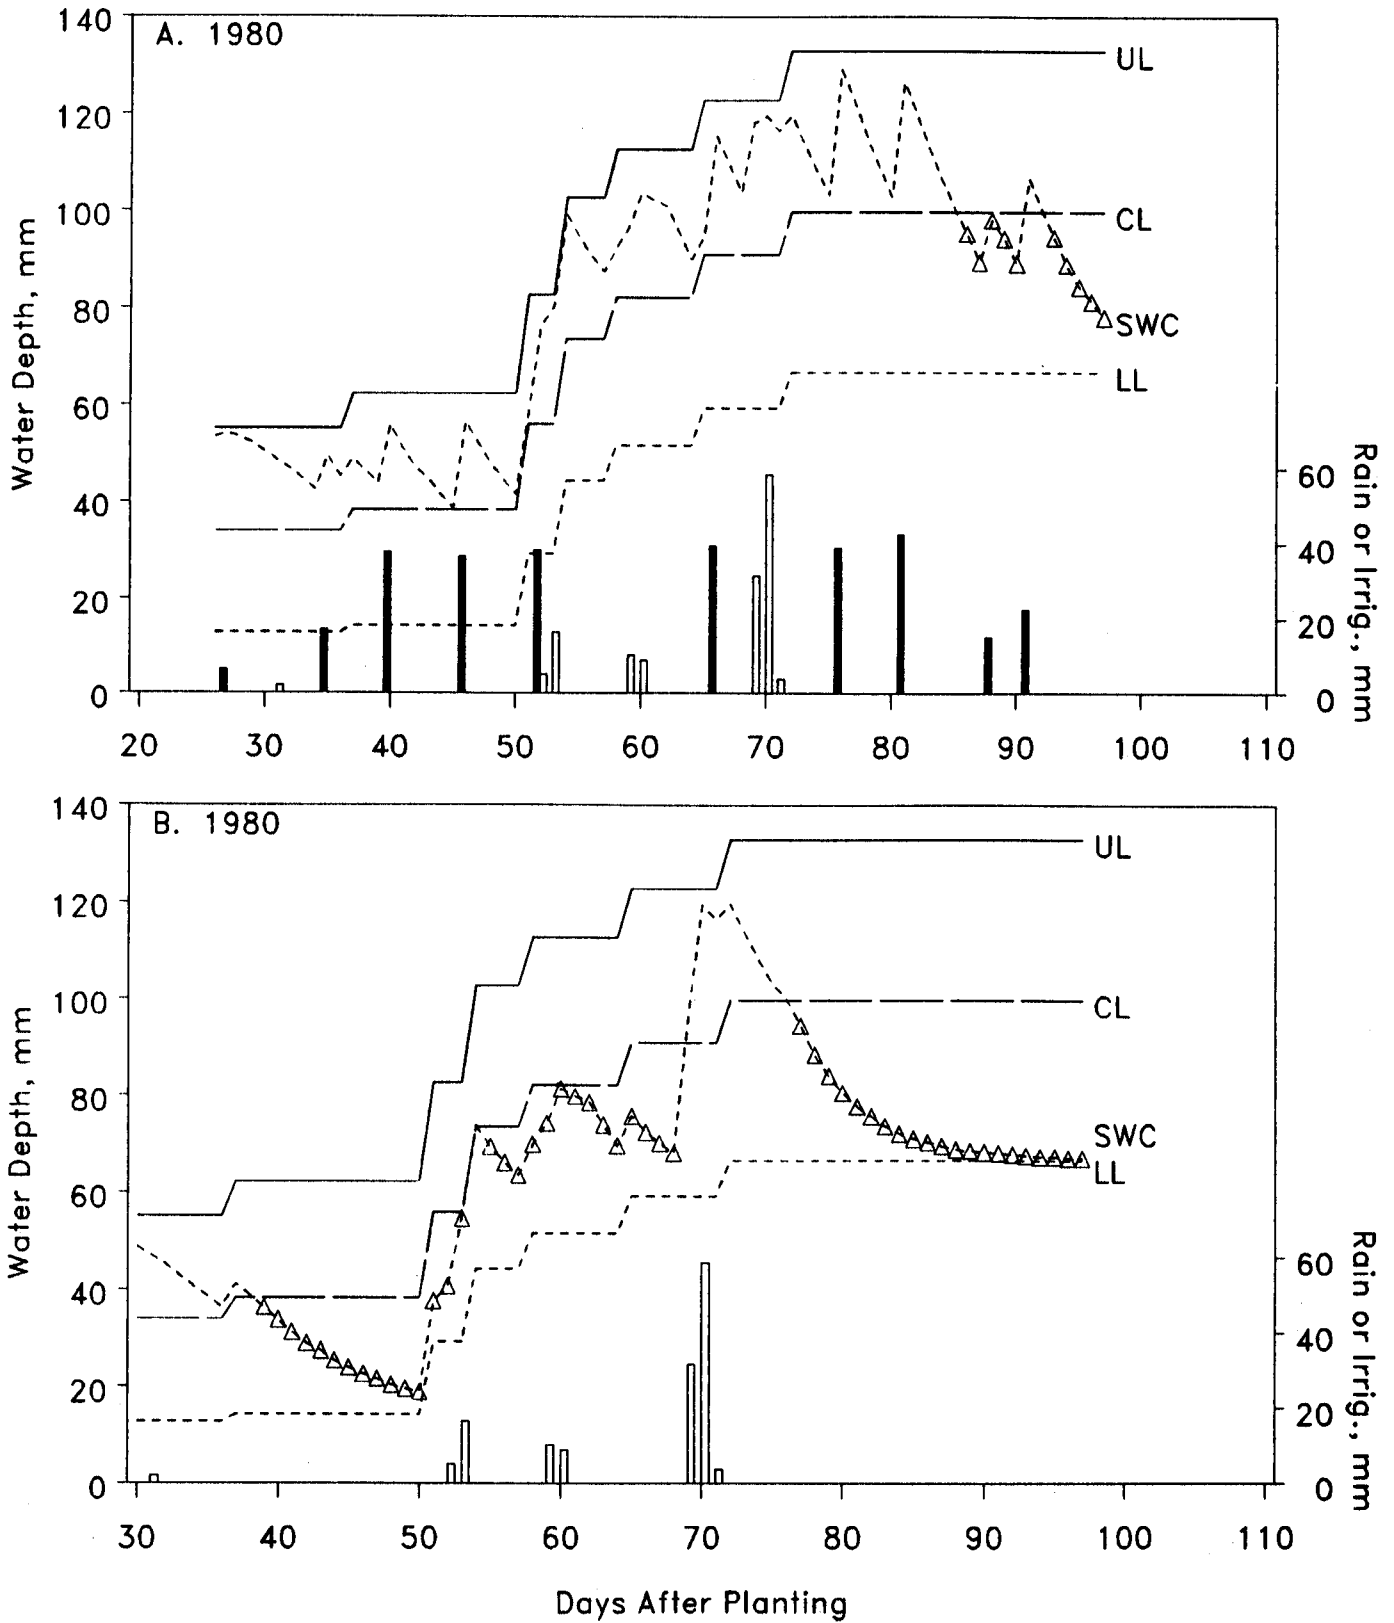 A. 1980
140
120
100
80
60
40
20
0
Water Depth, mm
UL
CL
SWC
LL
60
40
20
0
Rain or Irrig., mm
20 30 40 50 60 70 80 90 100 110
B. 1980
140
120
100
80
60
40
20
0
Water Depth, mm
UL
CL
SWC
LL
60
40
20
0
Rain or Irrig., mm
30 40 50 60 70 80 90 100 110
Days After Planting